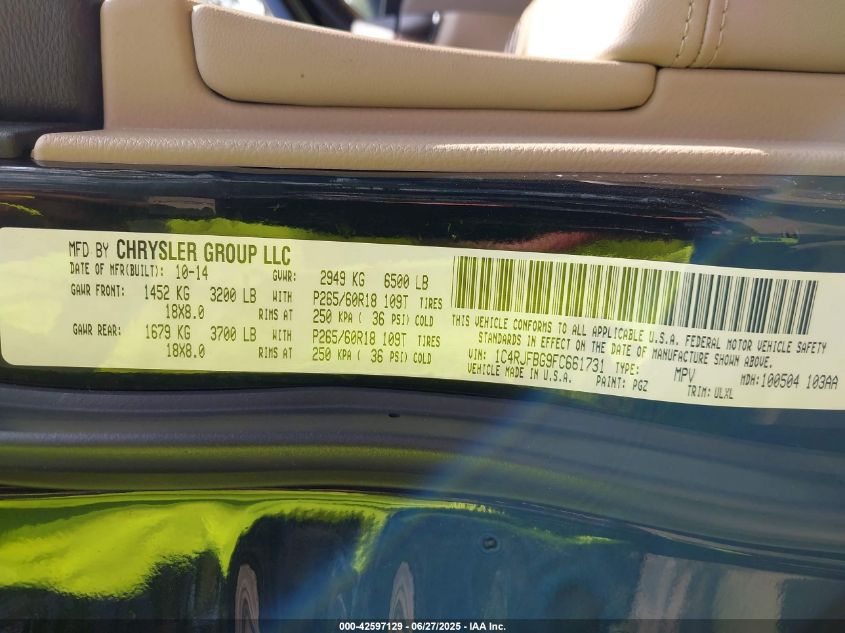 MFD BY CHRYSLER GROUP LLC
DATE OF MFR(BUILT): 10-14 GVWR: 2949 KG 6500 LB
GAWR FRONT: 1452 KG 3200 LB WITH P265/60R18 109T TIRES
18X8.0 RIMS AT 250 KPA ( 36 PSI) COLD
GAWR REAR: 1679 KG 3700 LB WITH P265/60R18 109T TIRES
18X8.0 RIMS AT 250 KPA ( 36 PSI) COLD
THIS VEHICLE CONFORMS TO ALL APPLICABLE U.S.A. FEDERAL MOTOR VEHICLE SAFETY
STANDARDS IN EFFECT ON THE DATE OF MANUFACTURE SHOWN ABOVE.
VIN: 1C4RJFBG9FC661731 TYPE: MPV MDH:100504 103AA
VEHICLE MADE IN U.S.A. PAINT: PGZ TRIM: ULXL
000-42597129 - 06/27/2025 - IAA Inc.